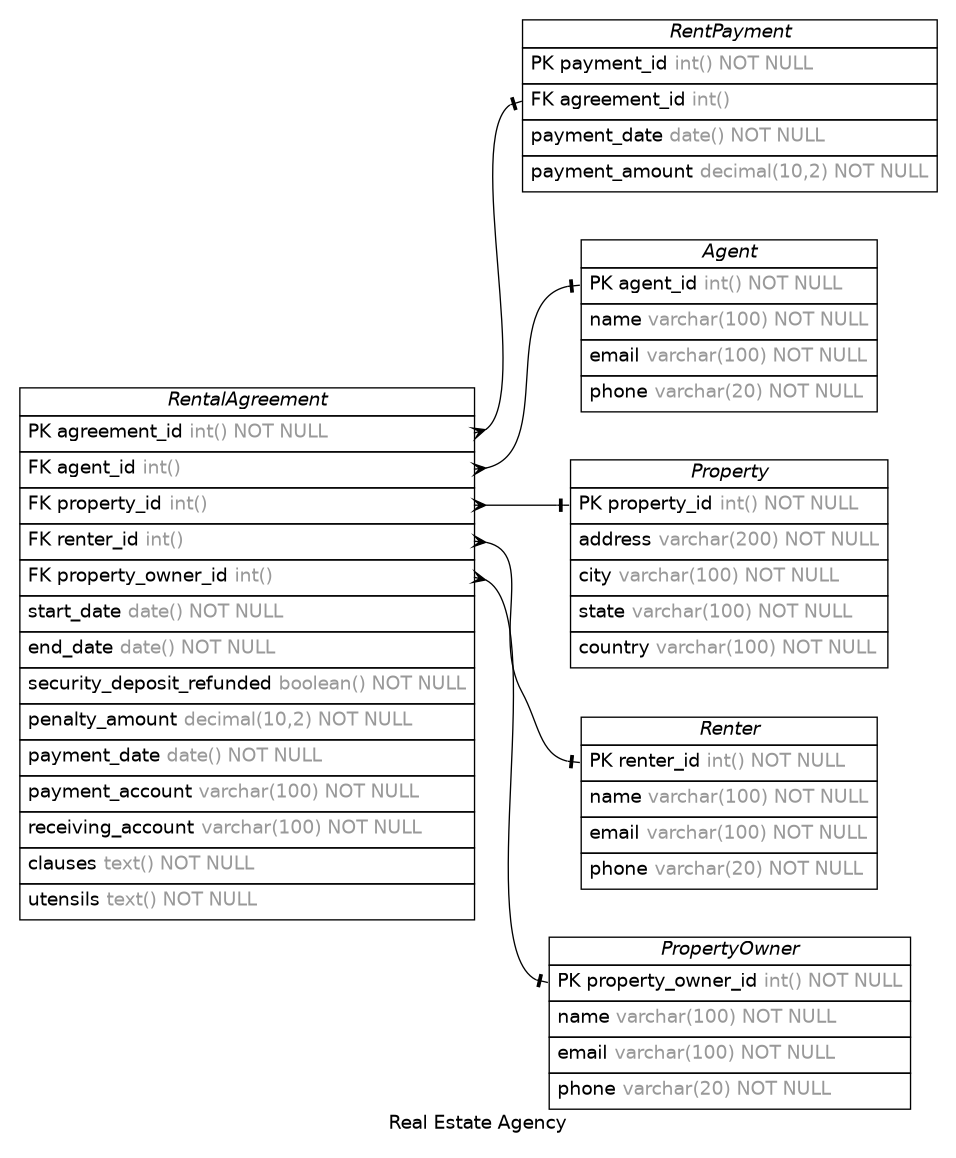 RentPayment
PK payment_id int() NOT NULL
FK agreement_id int()
payment_date date() NOT NULL
payment_amount decimal(10,2) NOT NULL
Agent
PK agent_id int() NOT NULL
name varchar(100) NOT NULL
email varchar(100) NOT NULL
phone varchar(20) NOT NULL
RentalAgreement
PK agreement_id int() NOT NULL
FK agent_id int()
FK property_id int()
FK renter_id int()
FK property_owner_id int()
start_date date() NOT NULL
end_date date() NOT NULL
security_deposit_refunded boolean() NOT NULL
penalty_amount decimal(10,2) NOT NULL
payment_date date() NOT NULL
payment_account varchar(100) NOT NULL
receiving_account varchar(100) NOT NULL
clauses text() NOT NULL
utensils text() NOT NULL
Property
PK property_id int() NOT NULL
address varchar(200) NOT NULL
city varchar(100) NOT NULL
state varchar(100) NOT NULL
country varchar(100) NOT NULL
Renter
PK renter_id int() NOT NULL
name varchar(100) NOT NULL
email varchar(100) NOT NULL
phone varchar(20) NOT NULL
PropertyOwner
PK property_owner_id int() NOT NULL
name varchar(100) NOT NULL
email varchar(100) NOT NULL
phone varchar(20) NOT NULL
Real Estate Agency